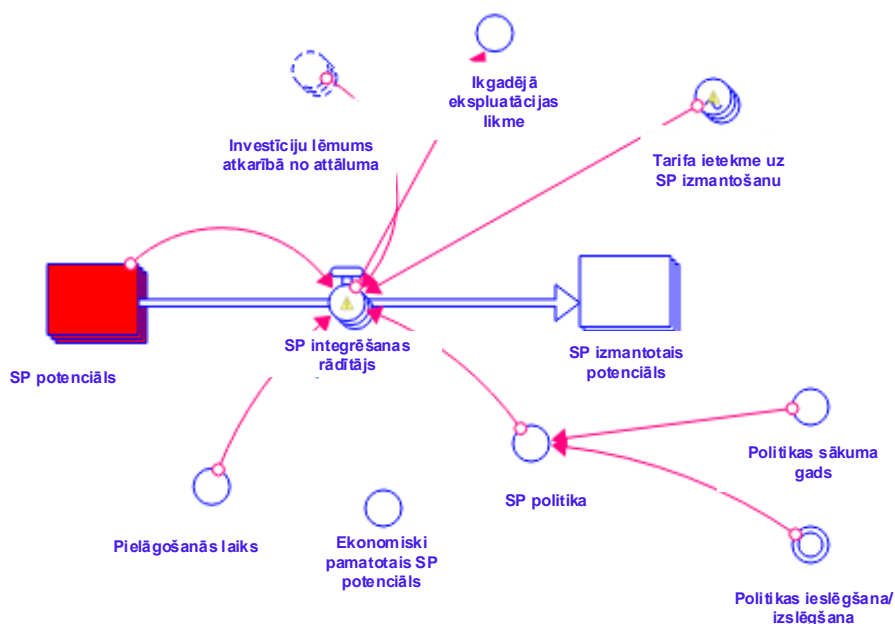 Ikgadējā
ekspluatācijas
likme
Investīciju lēmums
atkarībā no attāluma
Tarifa ietekme uz
SP izmantošanu
SP integrēšanas
rādītājs
SP izmantotais
potenciāls
SP potenciāls
Politikas sākuma
gads
SP politika
Pielāgošanās laiks
Ekonomiski
pamatotais SP
potenciāls
Politikas ieslēgšana/
izslēgšana